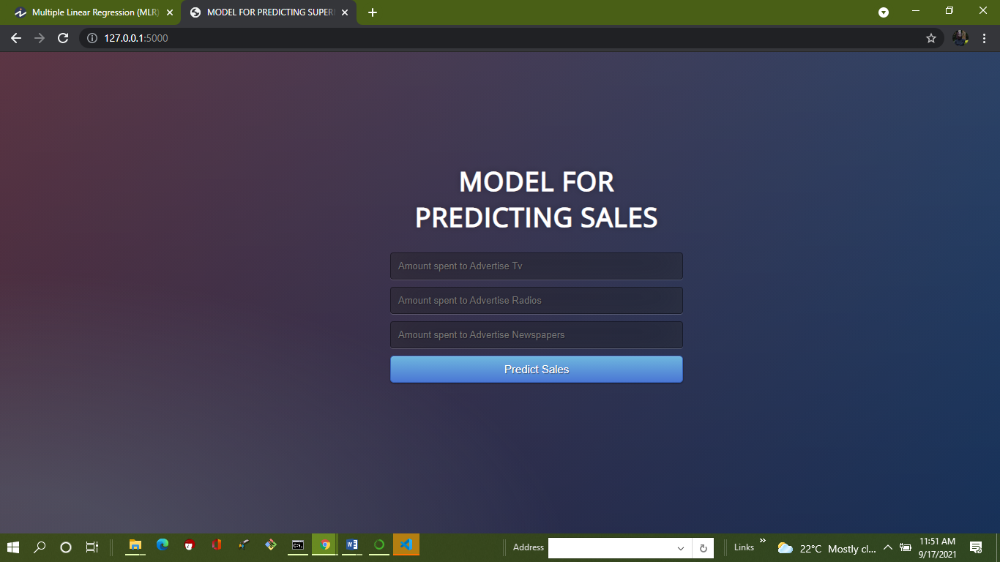 Multiple Linear Regression (MLR)
MODEL FOR PREDICTING SUPER
127.0.0.1:5000
MODEL FOR
PREDICTING SALES
Amount spent to Advertise Tv
Amount spent to Advertise Radios
Amount spent to Advertise Newspapers
Predict Sales
Address
Links
22°C Mostly cl...
11:51 AM
9/17/2021